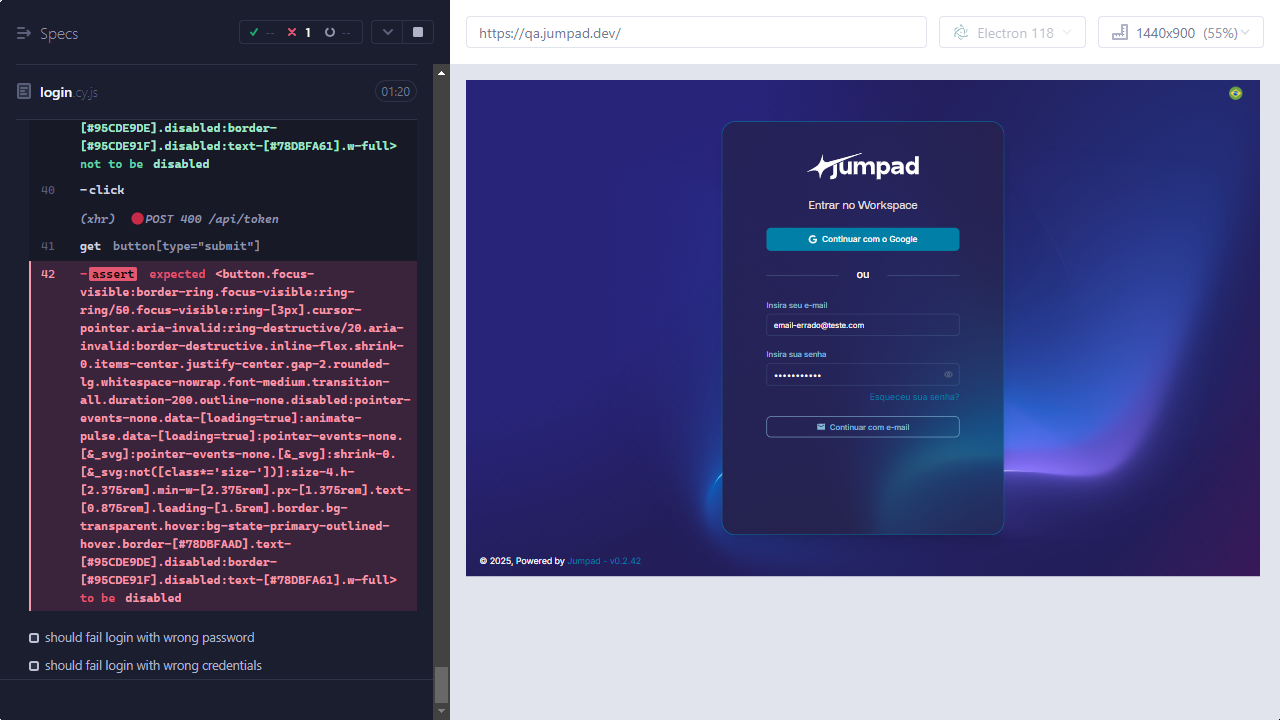 Specs
--
1
--
https://qa.jumpad.dev/
Electron 118
1440x900 (55%)
login.cy.js
01:20
[#95CDE9DE].disabled:border-
[#95CDE91F].disabled:text-[#78DBFA61].w-full>
not to be disabled
40 -click
(xhr) POST 400 /api/token
41 get button[type="submit"]
42 -assert expected <button.focus-
visible:border-ring.focus-visible:ring-
ring/50.focus-visible:ring-[3px].cursor-
pointer.aria-invalid:ring-destructive/20.aria-
invalid:border-destructive.inline-flex.shrink-
0.items-center.justify-center.gap-2.rounded-
lg.whitespace-nowrap.font-medium.transition-
all.duration-200.outline-none.disabled:pointer-
events-none.data-[loading=true]:animate-
pulse.data-[loading=true]:pointer-events-none.
[&_svg]:pointer-events-none.[&_svg]:shrink-0.
[&_svg:not([class*='size-'])]:size-4.h-
[2.375rem].min-w-[2.375rem].px-[1.375rem].text-
[0.875rem].leading-[1.5rem].border.bg-
transparent.hover:bg-state-primary-outlined-
hover.border-[#78DBFAAD].text-
[#95CDE9DE].disabled:border-
[#95CDE91F].disabled:text-[#78DBFA61].w-full>
to be disabled
should fail login with wrong password
should fail login with wrong credentials
jumpad
Entrar no Workspace
Continuar com o Google
ou
Insira seu e-mail
email-errado@teste.com
Insira sua senha
•••••••••••
Esqueceu sua senha?
Continuar com e-mail
© 2025, Powered by Jumpad - v0.2.42